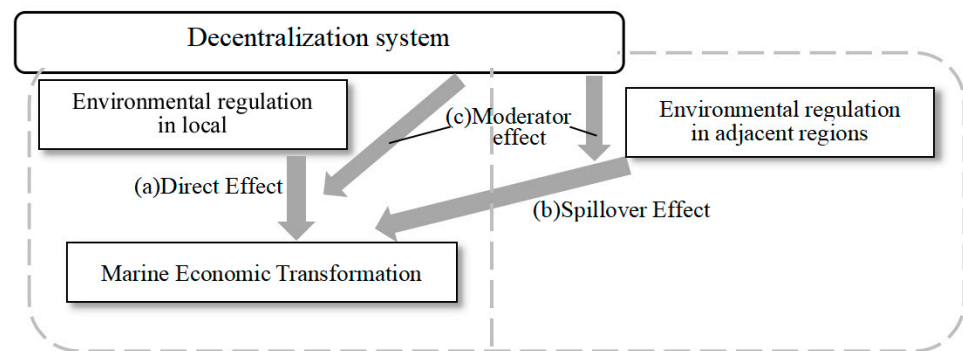 Decentralization system
Environmental regulation
in local
(c)Moderator
effect
Environmental regulation
in adjacent regions
(a)Direct Effect
(b)Spillover Effect
Marine Economic Transformation